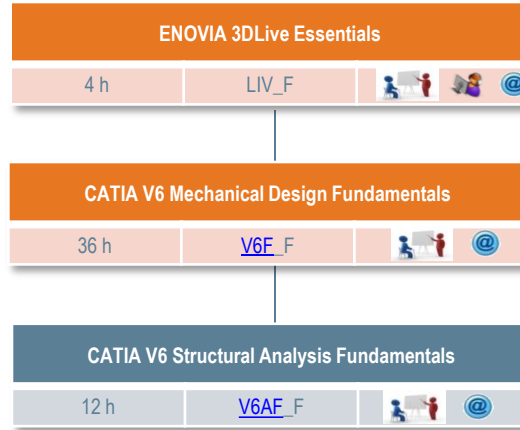 ENOVIA 3DLive Essentials
4 h LIV_F @
CATIA V6 Mechanical Design Fundamentals
36 h V6F_F @
CATIA V6 Structural Analysis Fundamentals
12 h V6AF_F @